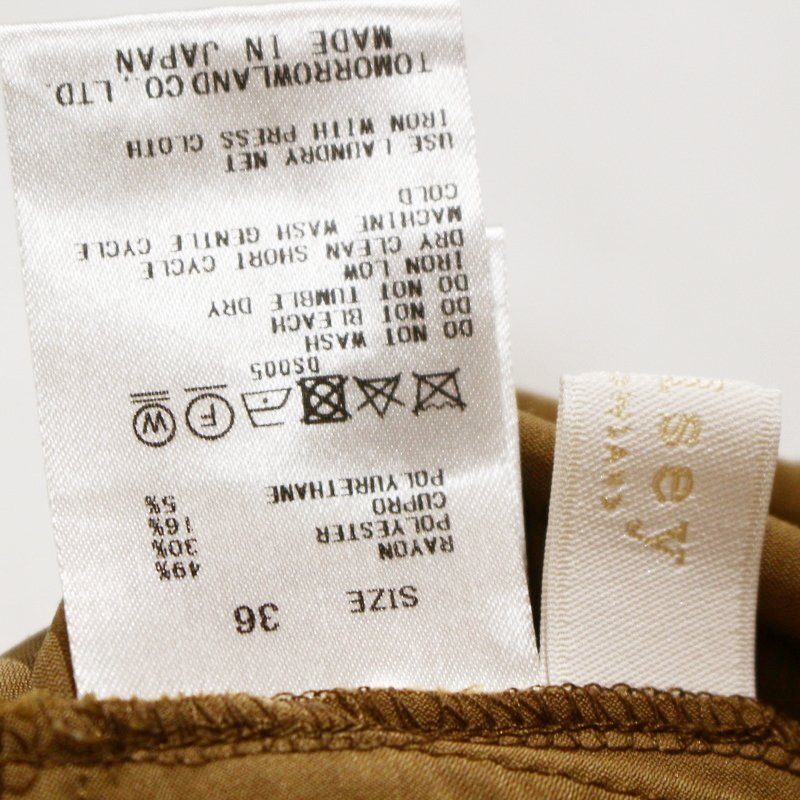 SIZE 36
RAYON 49%
POLYESTER 30%
CUPRO 16%
POLYURETHANE 5%
F W
DS005
DO NOT WASH
DO NOT BLEACH
DO NOT TUMBLE DRY
IRON LOW
DRY CLEAN SHORT CYCLE
MACHINE WASH GENTLE CYCLE
COLD
USE LAUNDRY NET
IRON WITH PRESS CLOTH
TOMORROWLAND CO., LTD.
MADE IN JAPAN
sey